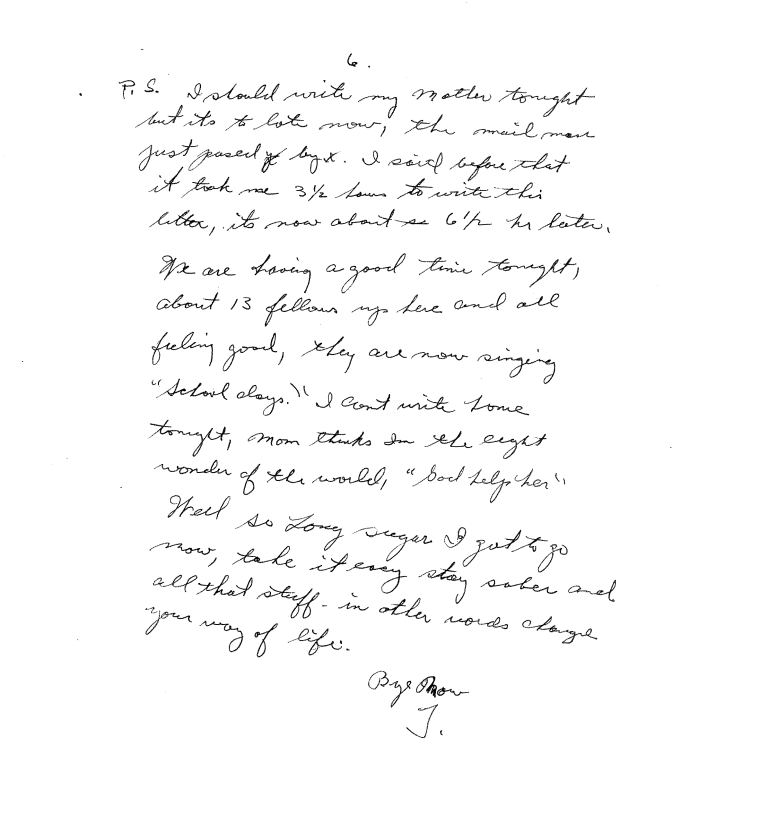 6.
P.S. I should write my Mother tonight
but its to late now, the mail man
just pased by. I said before that
it took me 3 1/2 hours to write this
letter, its now about 6 1/2 hr later.
We are having a good time tonight,
about 13 fellows up here and all
feeling good, they are now singing
"School days." I cant write home
tonight, mom thinks Im the eight
wonder of the world, "God help her"
Well so Long sugar I got to go
now, take it easy stay sober and
all that stuff - in other words change
your way of life.
Bye Now
J.